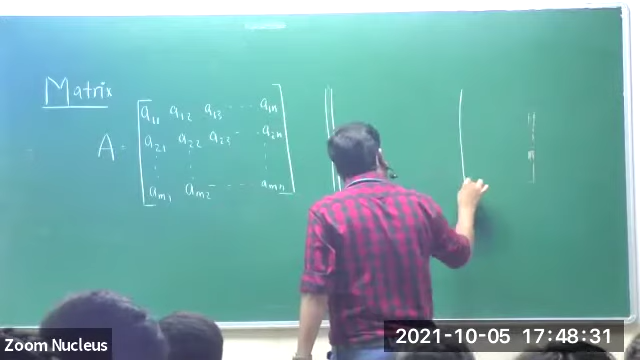 Matrix
a11 a12 a13 ... a1n
A = a21 a22 a23 ... a2n
am1 am2 ... amn
Zoom Nucleus
2021-10-05 17:48:31